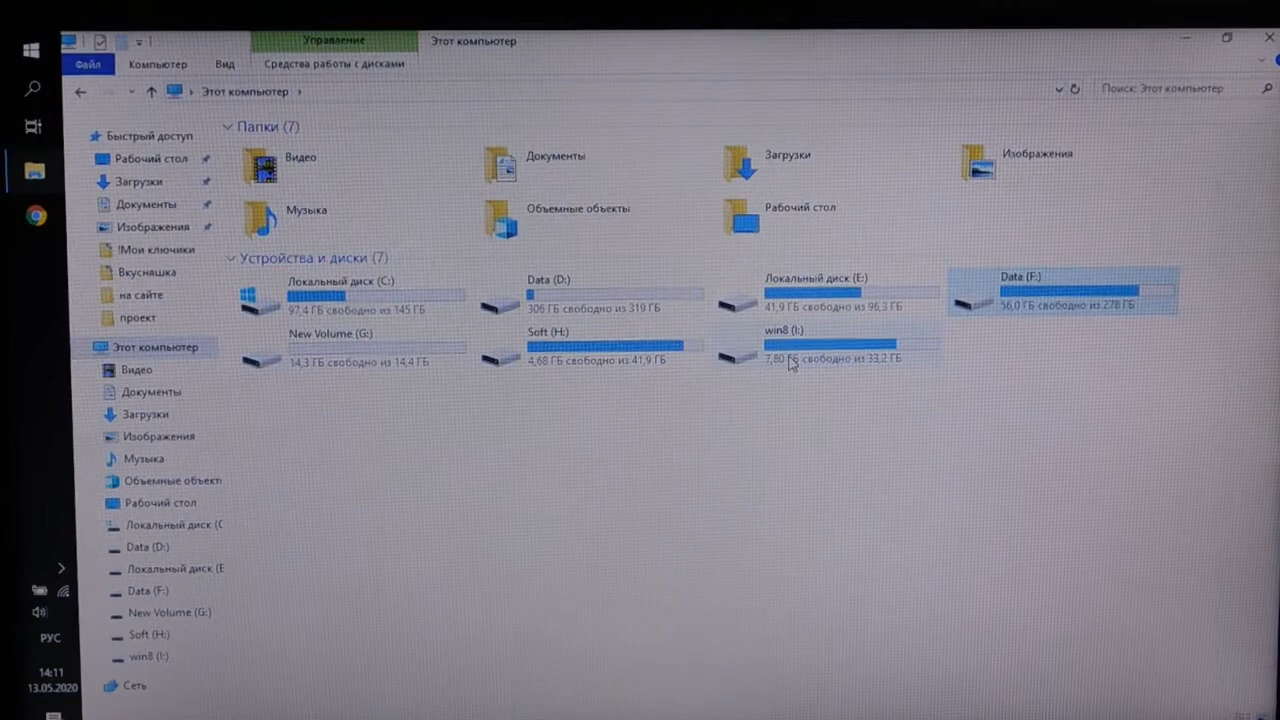 Управление
Этот компьютер
Файл
Компьютер
Вид
Средства работы с дисками
Этот компьютер
Поиск: Этот компьютер
Быстрый доступ
Рабочий стол
Загрузки
Документы
Изображения
!Мои ключики
Вкусняшка
на сайте
проект
Этот компьютер
Видео
Документы
Загрузки
Изображения
Музыка
Объемные объект
Рабочий стол
Локальный диск (C
Data (D:)
Локальный диск (E
Data (F:)
New Volume (G:)
Soft (H:)
win8 (I:)
Сеть
Папки (7)
Видео
Документы
Загрузки
Изображения
Музыка
Объемные объекты
Рабочий стол
Устройства и диски (7)
Локальный диск (C:)
97,4 ГБ свободно из 145 ГБ
Data (D:)
306 ГБ свободно из 319 ГБ
Локальный диск (E:)
41,9 ГБ свободно из 96,3 ГБ
Data (F:)
56,0 ГБ свободно из 278 ГБ
New Volume (G:)
14,3 ГБ свободно из 14,4 ГБ
Soft (H:)
4,68 ГБ свободно из 41,9 ГБ
win8 (I:)
7,80 ГБ свободно из 33,2 ГБ
РУС
14:11
13.05.2020